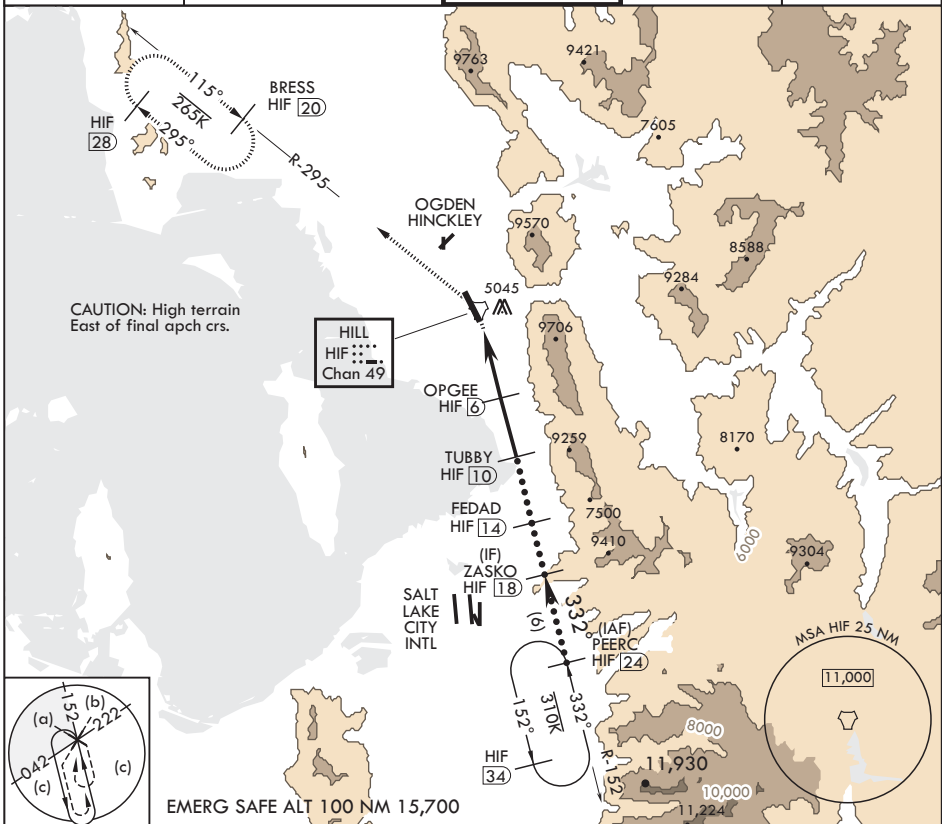 9763
9421
115°
265K
295°
BRESS
HIF 20
HIF
28
R-295
7605
OGDEN
HINCKLEY
9570
8588
9284
5045
CAUTION: High terrain
East of final apch crs.
HILL
HIF
Chan 49
9706
OPGEE
HIF 6
TUBBY
HIF 10
9259
8170
FEDAD
HIF 14
7500
9410
6000
9304
(IF)
ZASKO
HIF 18
SALT
LAKE
CITY
INTL
(6)
332°
(IAF)
PEERC
HIF 24
MSA HIF 25 NM
11,000
152°
310K
332°
R-152
HIF
34
8000
11,930
10,000
11,224
152°
(a)
(b)
222
042
(c)
(c)
EMERG SAFE ALT 100 NM 15,700